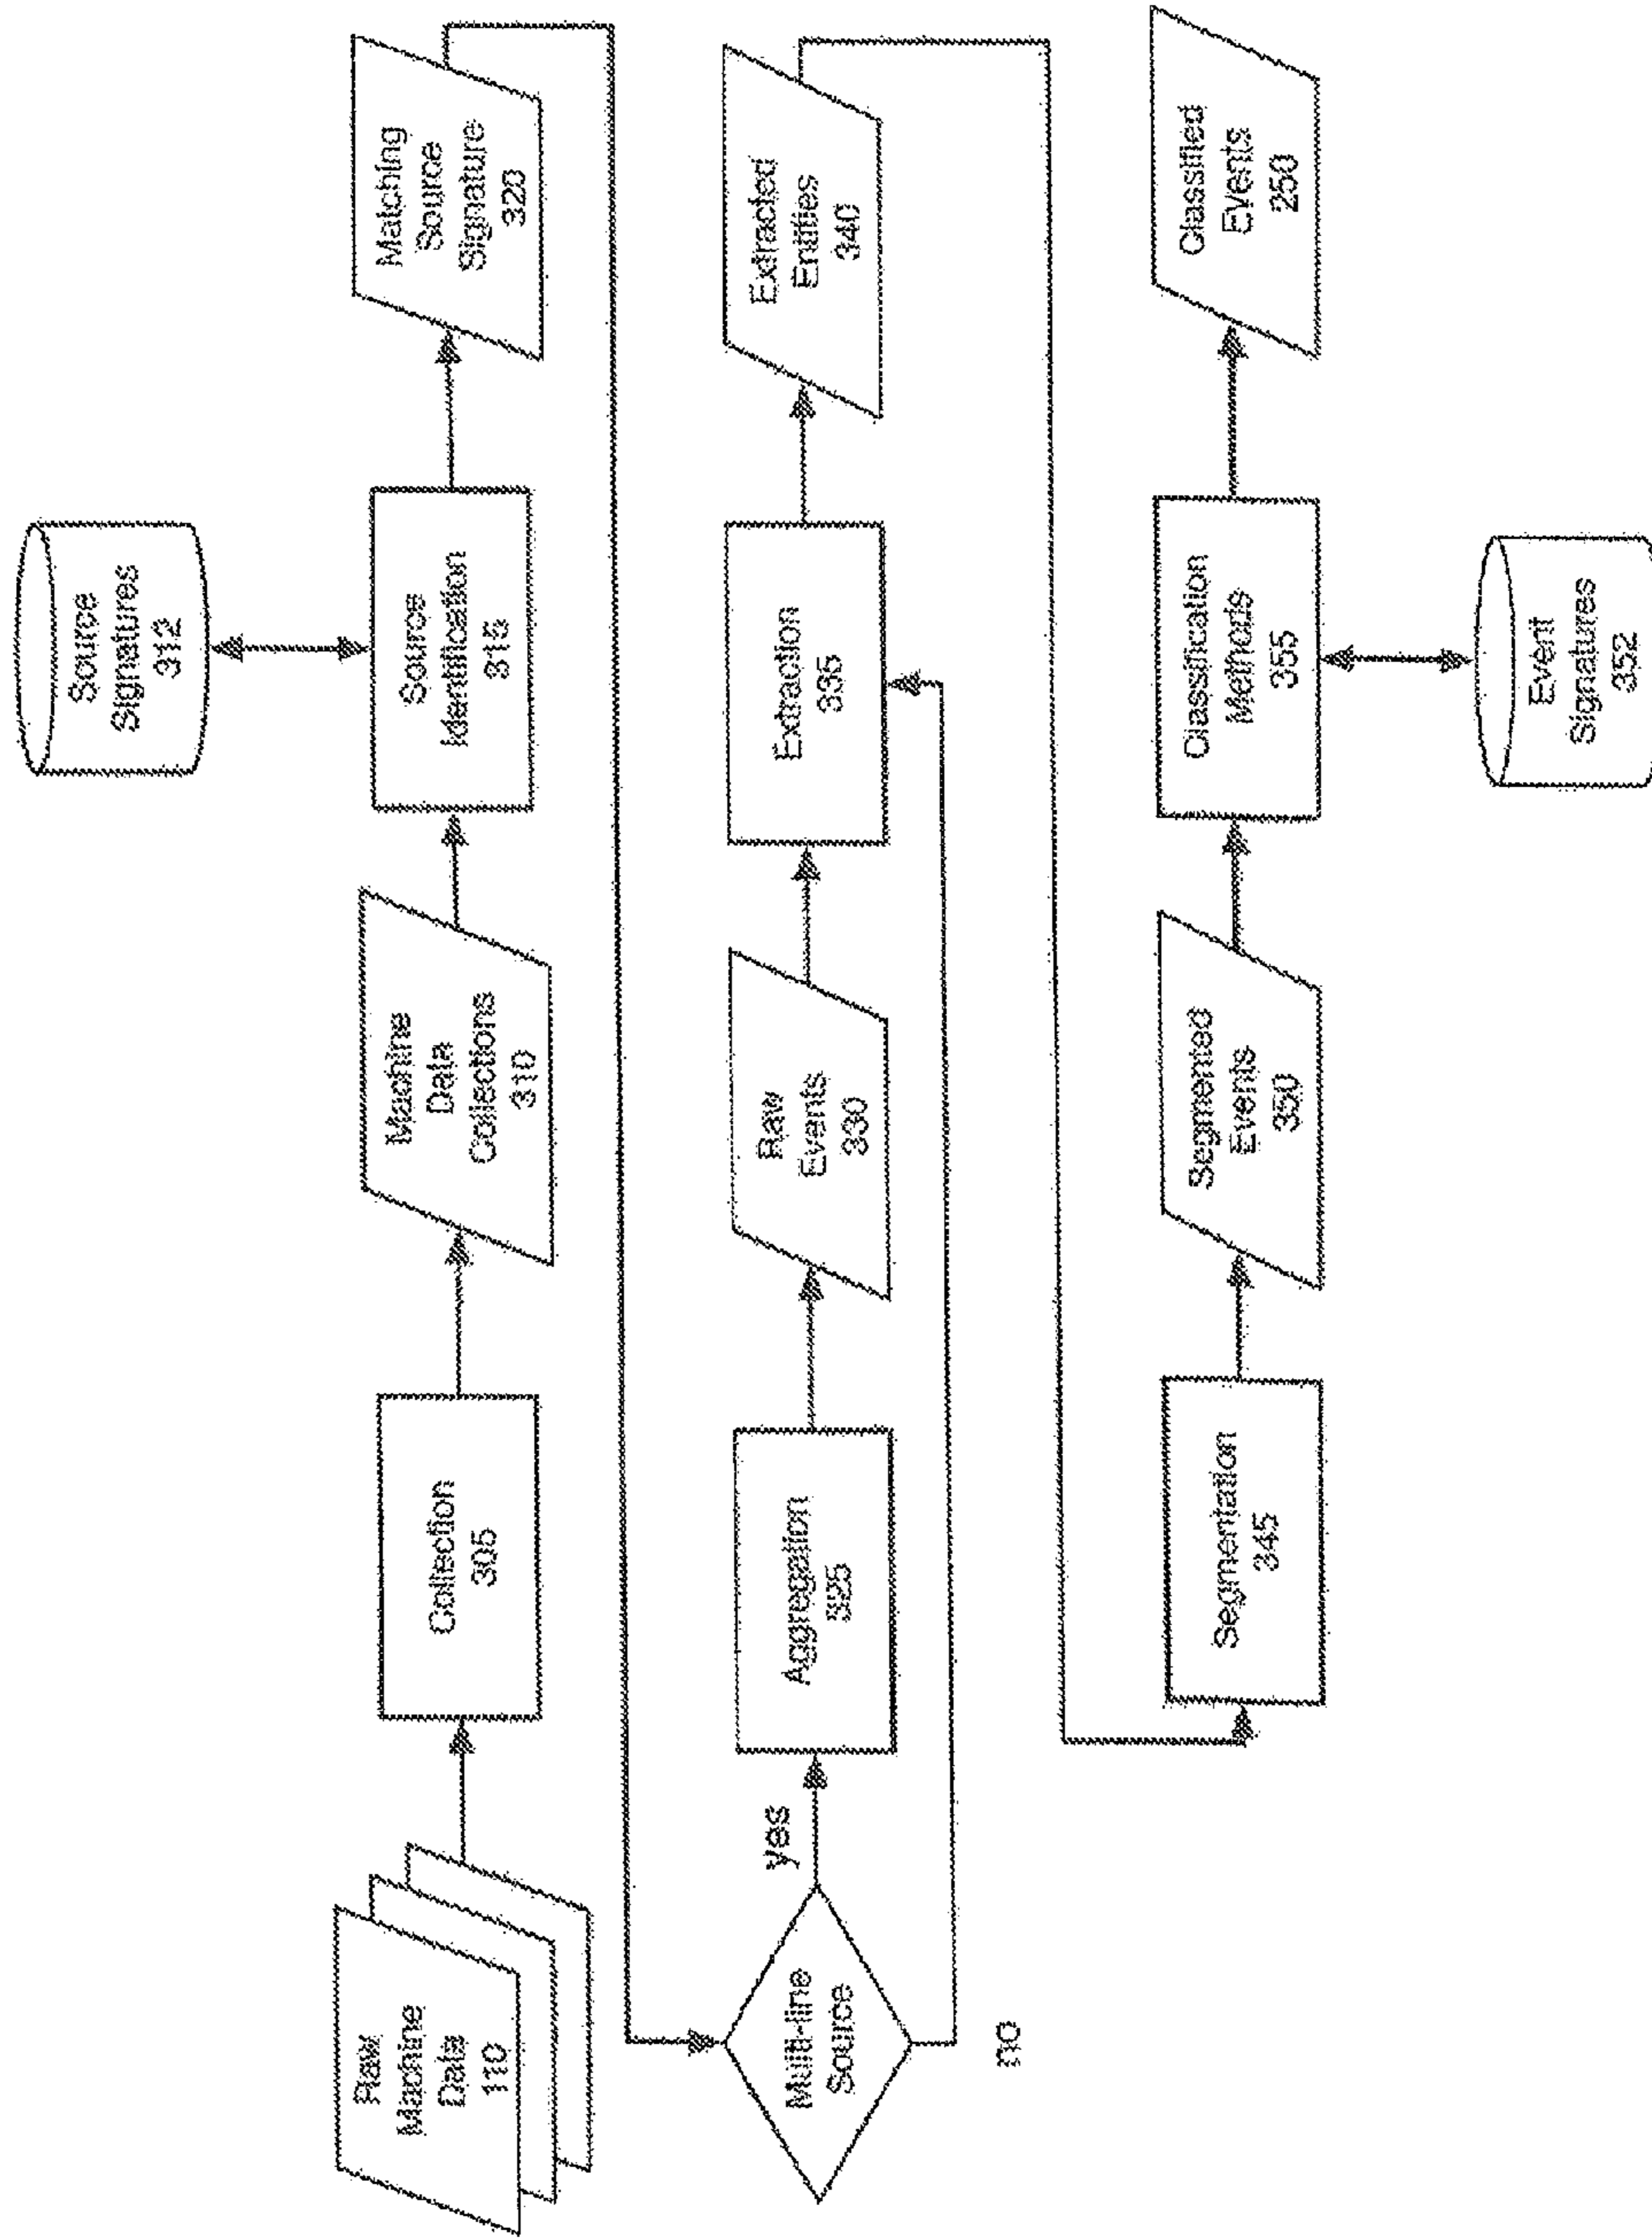 Source
Signatures
312
Raw
Machine
Data
110
Collection
305
Machine
Data
Collections
310
Source
Identification
315
Matching
Source
Signature
320
Multi-line
Source
yes
no
Aggregation
325
Raw
Events
330
Extraction
335
Extracted
Entities
340
Segmentation
345
Segmented
Events
350
Classification
Methods
355
Classified
Events
250
Event
Signatures
352